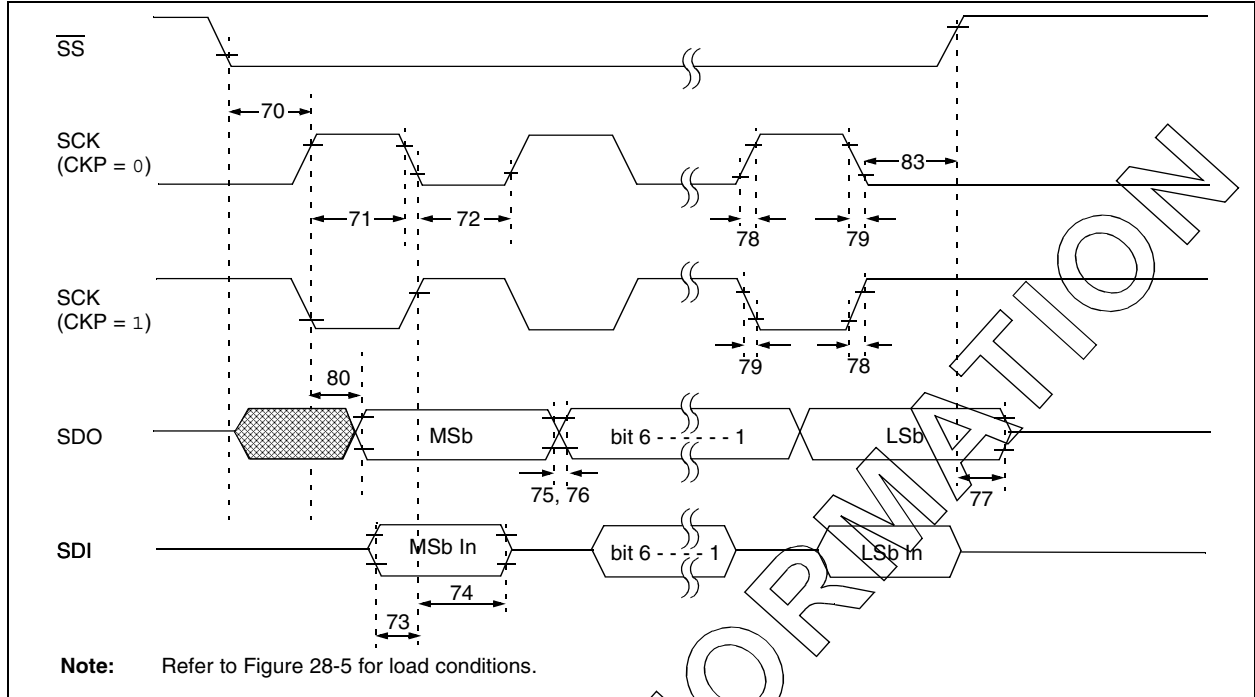 SS
70
SCK
(CKP = 0)
83
71
72
78
79
SCK
(CKP = 1)
79
78
80
SDO
MSb
bit 6 - - - - - - 1
LSb
75, 76
77
SDI
MSb In
bit 6 - - - - 1
LSb In
74
73
Note: Refer to Figure 28-5 for load conditions.
ORMATION